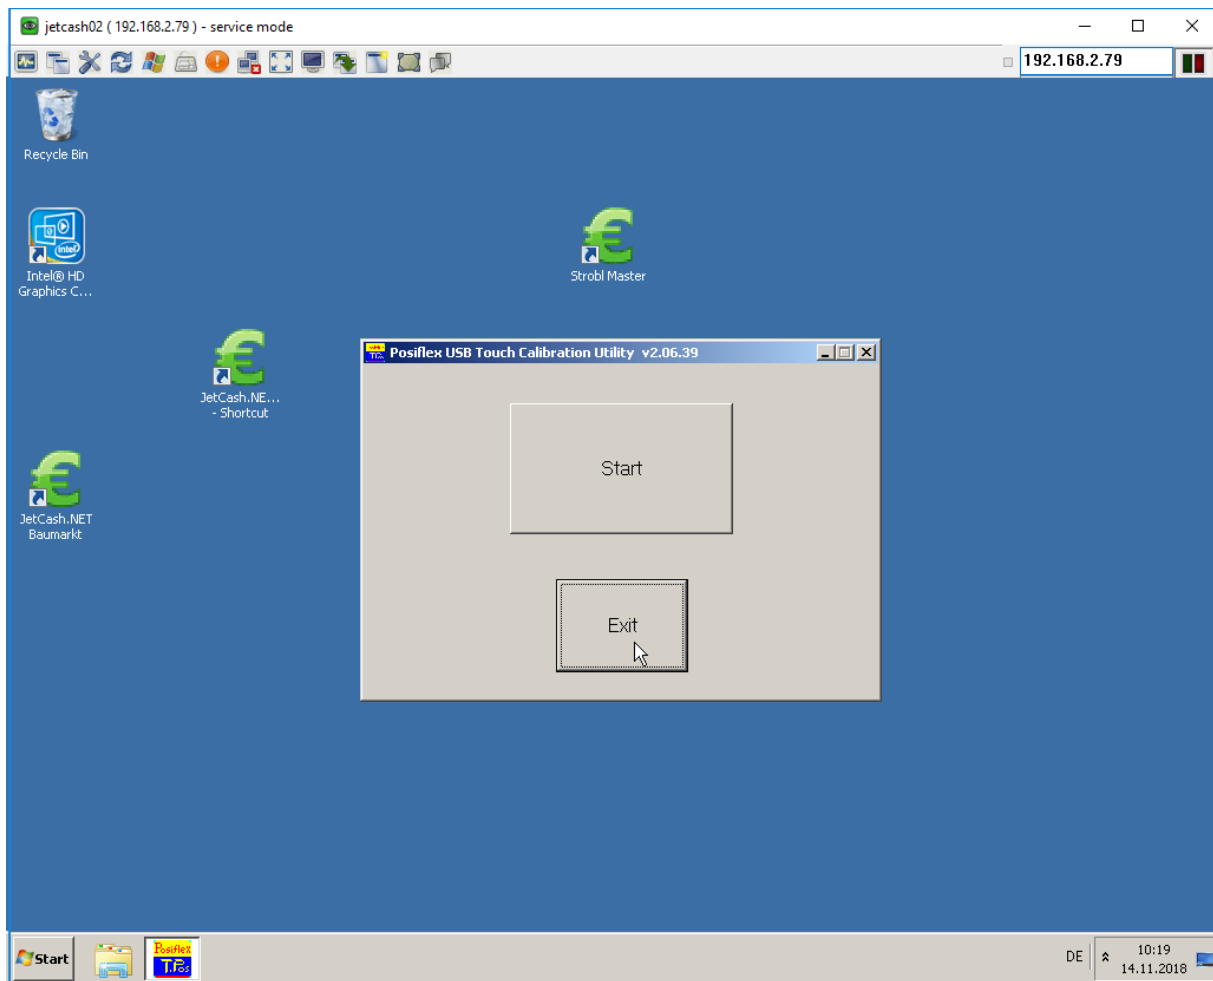 jetcash02 ( 192.168.2.79 ) - service mode
192.168.2.79
Recycle Bin
intel
Intel® HD
Graphics C...
Strobl Master
JetCash.NE...
- Shortcut
JetCash.NET
Baumarkt
Posiflex USB Touch Calibration Utility v2.06.39
Start
Exit
Start
Posiflex
T.Pos
DE
10:19
14.11.2018